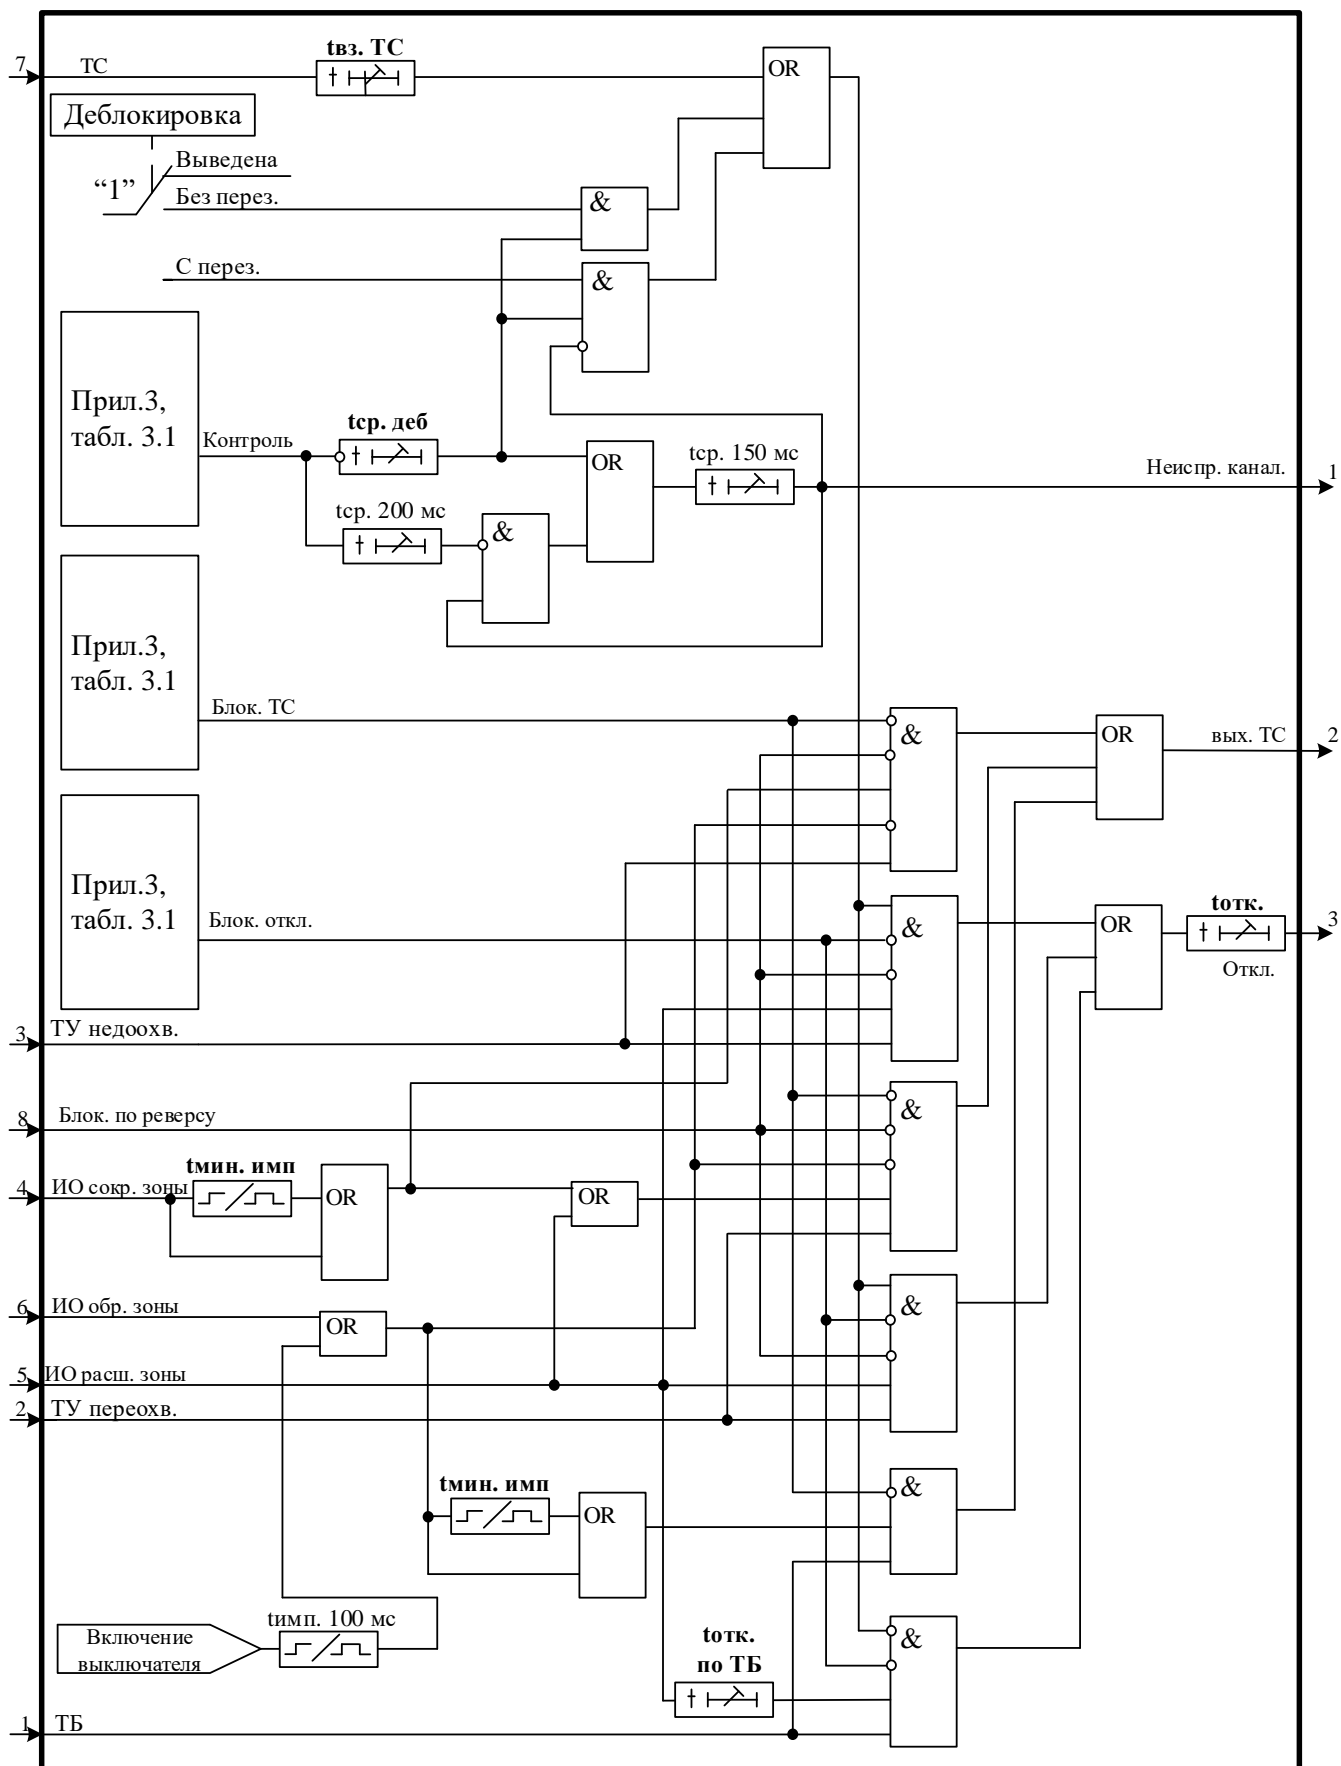 tвз. ТС
7
ТС
OR
Деблокировка
Выведена
“1”
Без перез.
&
С перез.
&
Прил.3,
табл. 3.1
Контроль
tср. деб
OR
tср. 150 мс
Неиспр. канал.
1
tср. 200 мс
&
Прил.3,
табл. 3.1
Блок. ТС
&
OR
вых. ТС
2
Прил.3,
табл. 3.1
Блок. откл.
&
OR
tотк.
3
Откл.
3
ТУ недоохв.
&
8
Блок. по реверсу
tмин. имп
4
ИО сокр. зоны
OR
OR
6
ИО обр. зоны
OR
&
5
ИО расш. зоны
2
ТУ переохв.
tмин. имп
OR
&
Включение
выключателя
tимп. 100 мс
tотк.
по ТБ
&
1
ТБ